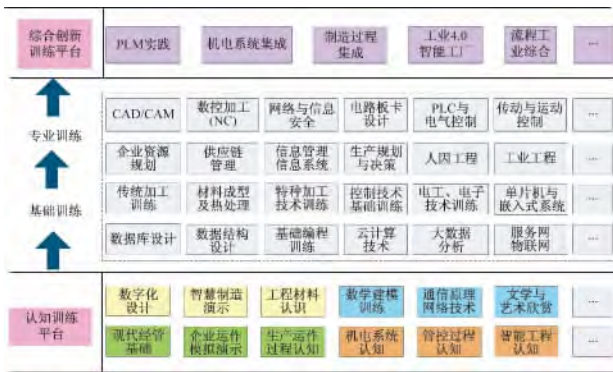 综合创新
训练平台
PLM实践
机电系统集成
制造过程
集成
工业4.0
智能工厂
流程工
业综合
...
专业训练
基础训练
CAD/CAM
数控加工
(NC)
网络与信息
安全
电路板卡
设计
PLC与
电气控制
传动与运动
控制
...
企业资源
规划
供应链
管理
信息管理
信息系统
生产规划
与决策
人因工程
工业工程
...
传统加工
训练
材料成型
及热处理
特种加工
技术训练
控制技术
基础训练
电工、电子
技术训练
单片机与
嵌入式系统
...
数据库设计
数据结构
设计
基础编程
训练
云计算
技术
大数据
分析
服务网
物联网
...
认知训练
平台
数字化
设计
智慧制造
演示
工程材料
认识
数学建模
训练
通信原理
网络技术
文学与
艺术欣赏
...
现代经管
基础
企业运作
模拟演示
生产运作
过程认知
机电系统
认知
管控过程
认知
智能工程
认知
...